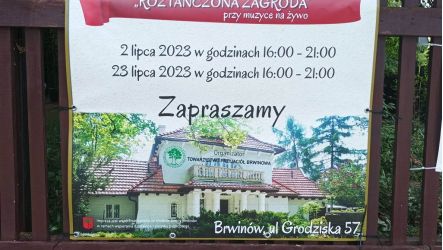 „ROZTAŃCZONA ZAGRODA"
przy muzyce na żywo
2 lipca 2023 w godzinach 16:00 - 21:00
23 lipca 2023 w godzinach 16:00 - 21:00
Zapraszamy
Organizator
TOWARZYSTWO PRZYJACIÓŁ BRWINOWA
Brwinów, ul Grodziska 57